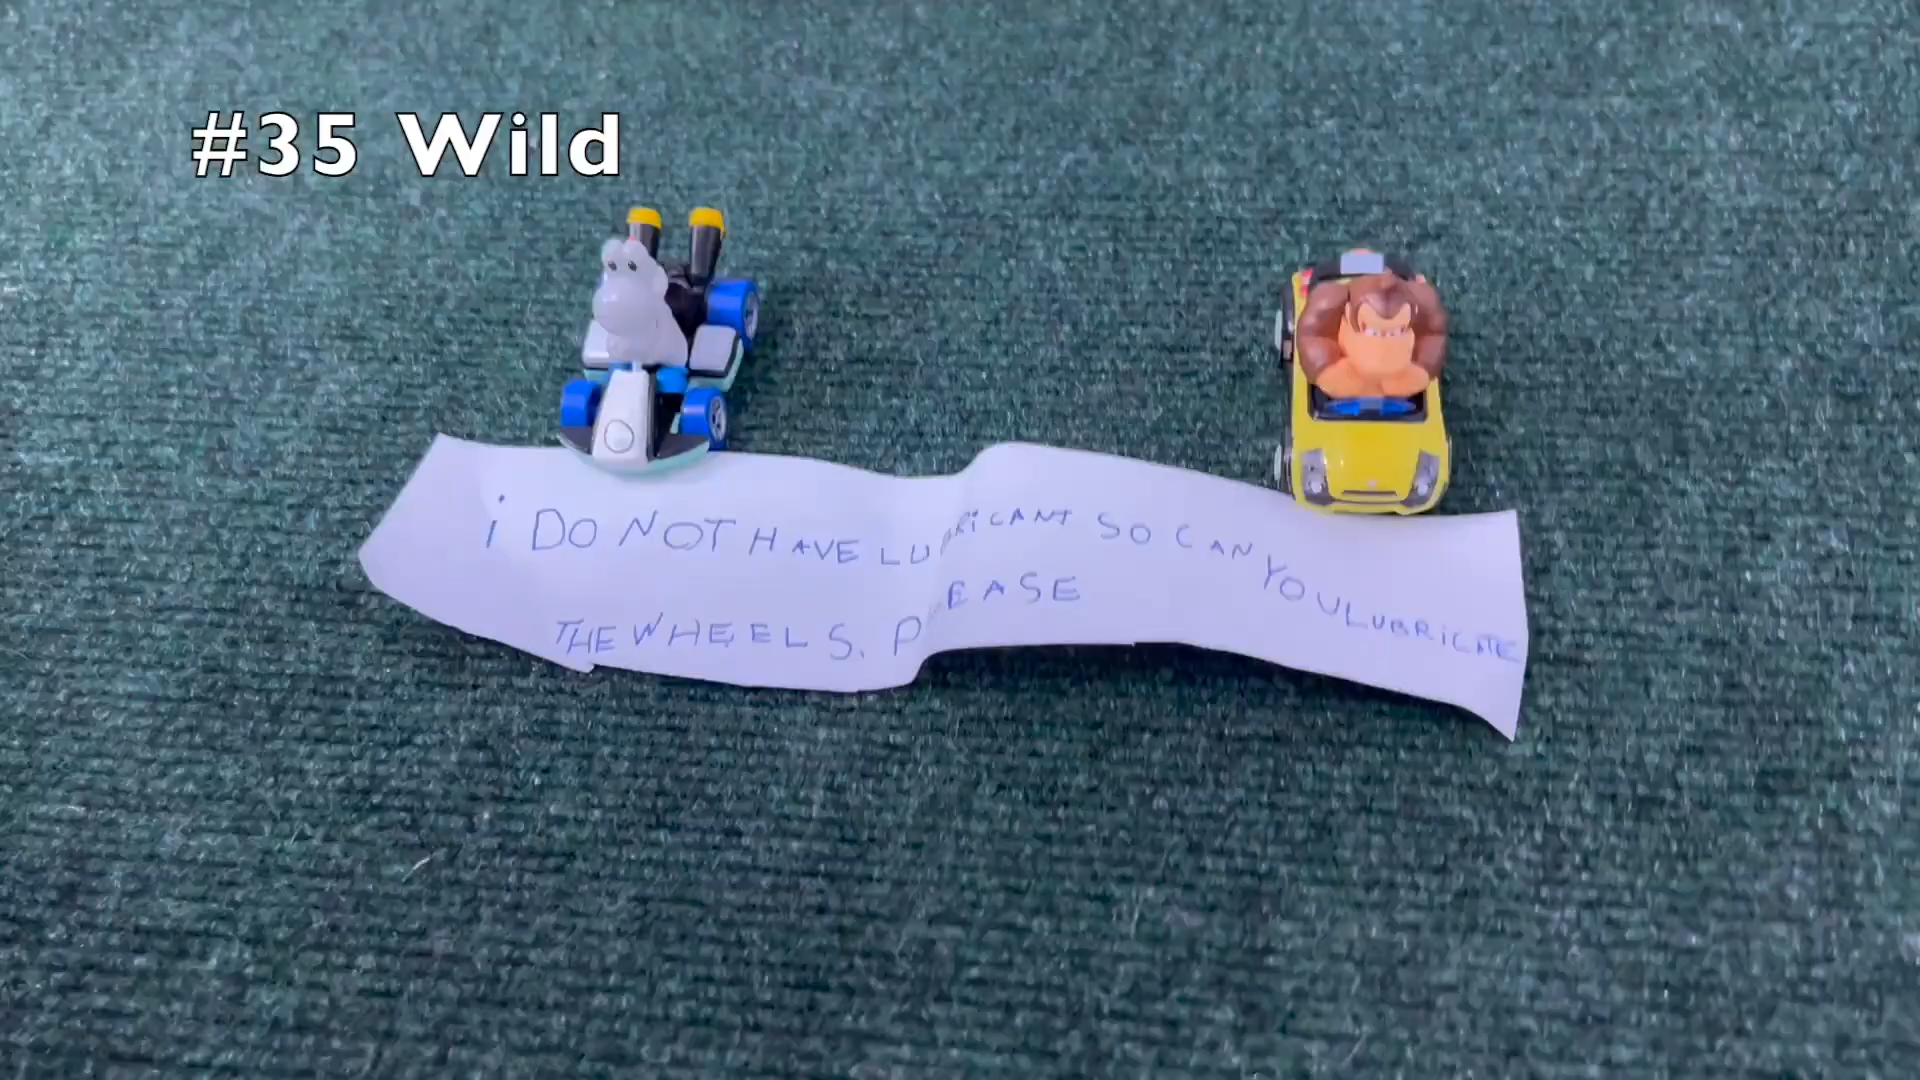 #35 Wild
i DO NOT HAVE LUBRiCANT SO CAN YOU LUBRiCATE
THE WHEELS. PLEASE